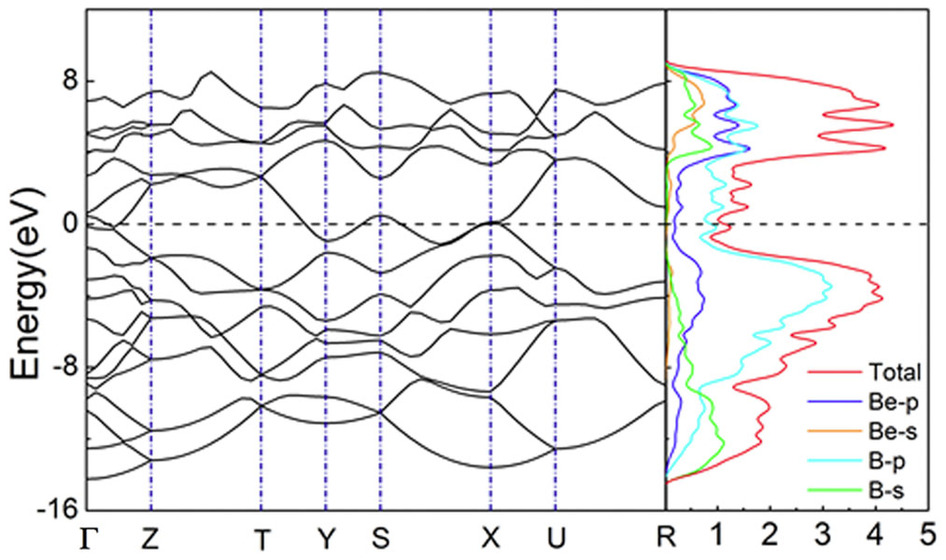 Energy(eV)
8
0
-8
-16
Γ Z T Y S X U R 1 2 3 4 5
Total
Be-p
Be-s
B-p
B-s